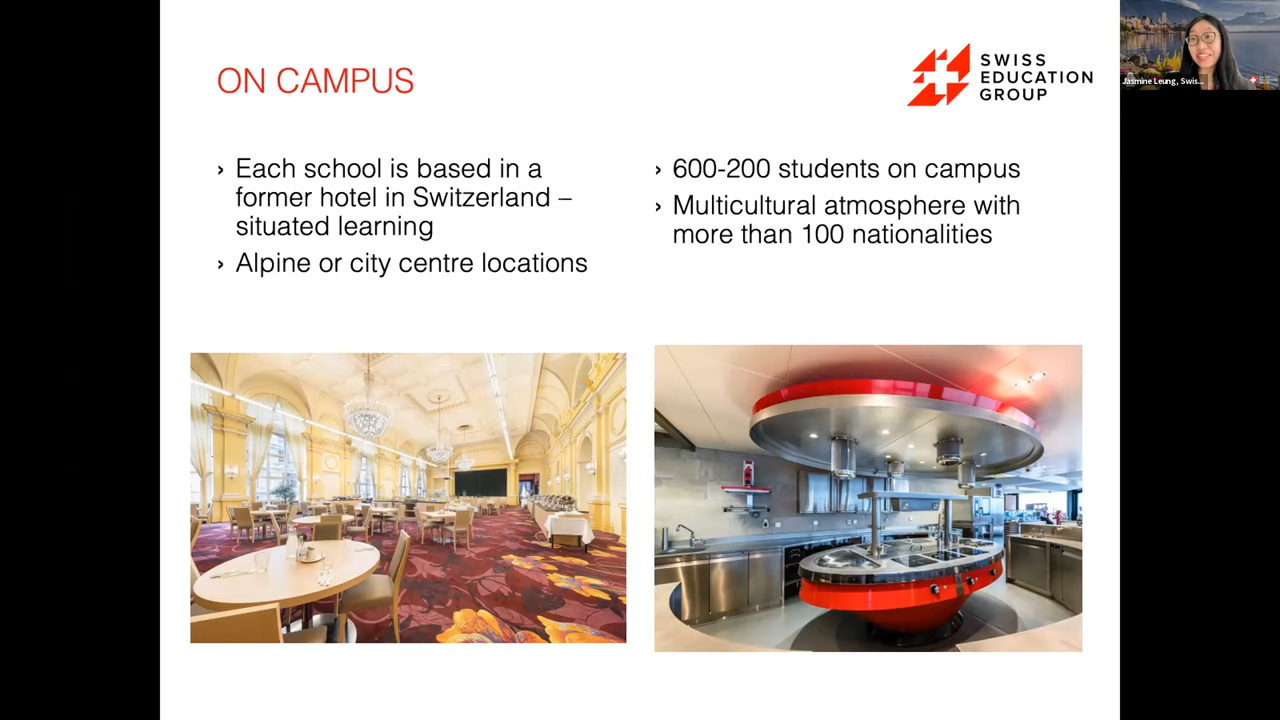 ON CAMPUS
SWISS
EDUCATION
GROUP
› Each school is based in a
former hotel in Switzerland –
situated learning
› Alpine or city centre locations
› 600-200 students on campus
› Multicultural atmosphere with
more than 100 nationalities
Jasmine Leung, Swis...